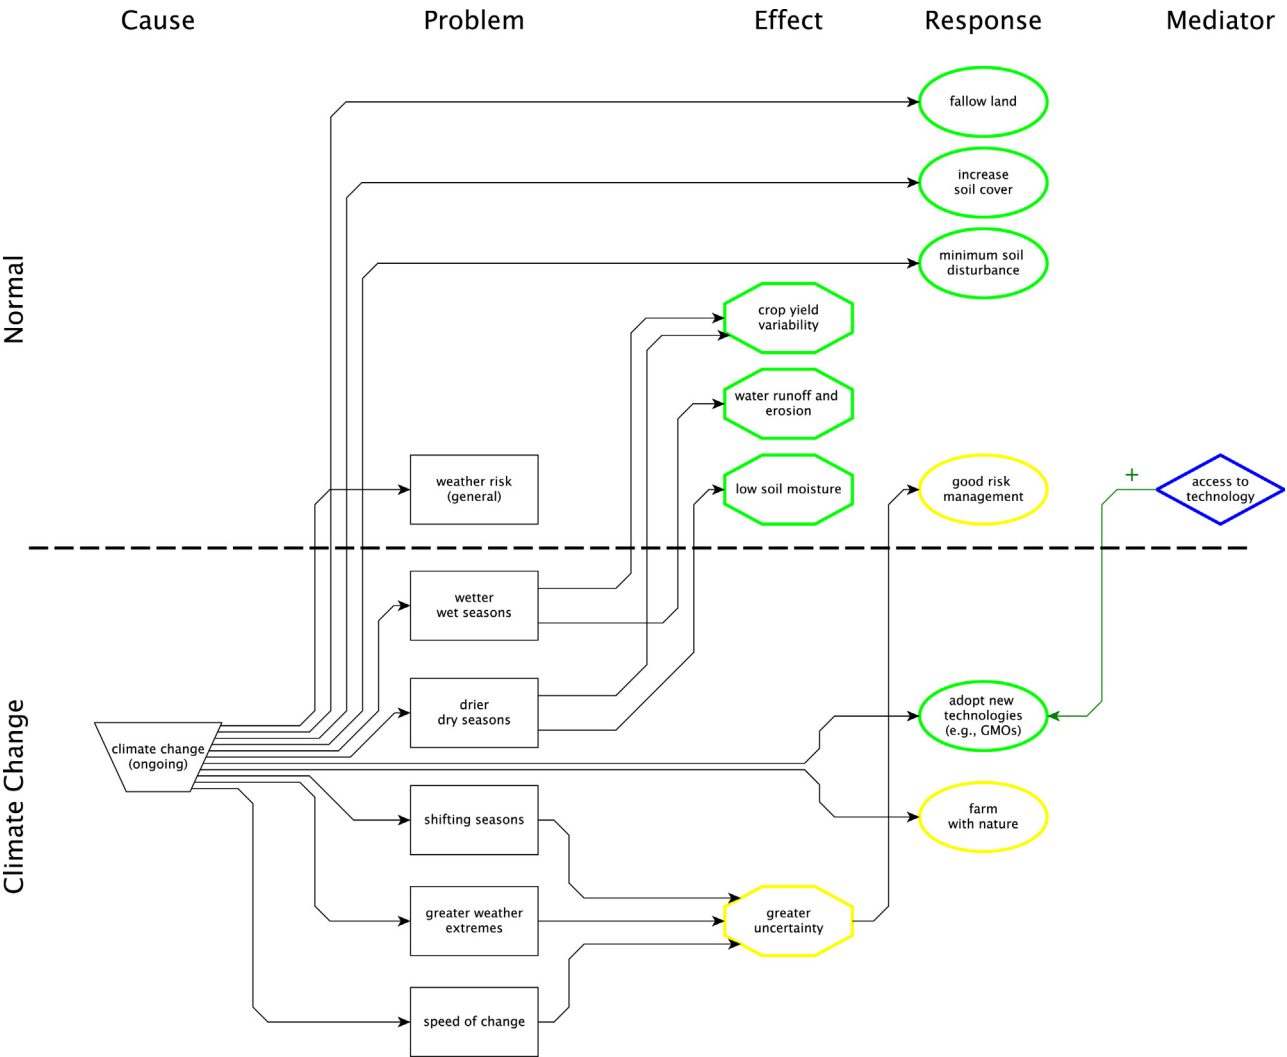 Cause
Problem
Effect
Response
Mediator
Normal
fallow land
increase
soil cover
minimum soil
disturbance
crop yield
variability
water runoff and
erosion
weather risk
(general)
low soil moisture
good risk
management
+
access to
technology
Climate Change
wetter
wet seasons
drier
dry seasons
adopt new
technologies
(e.g., GMOs)
climate change
(ongoing)
shifting seasons
farm
with nature
greater weather
extremes
greater
uncertainty
speed of change